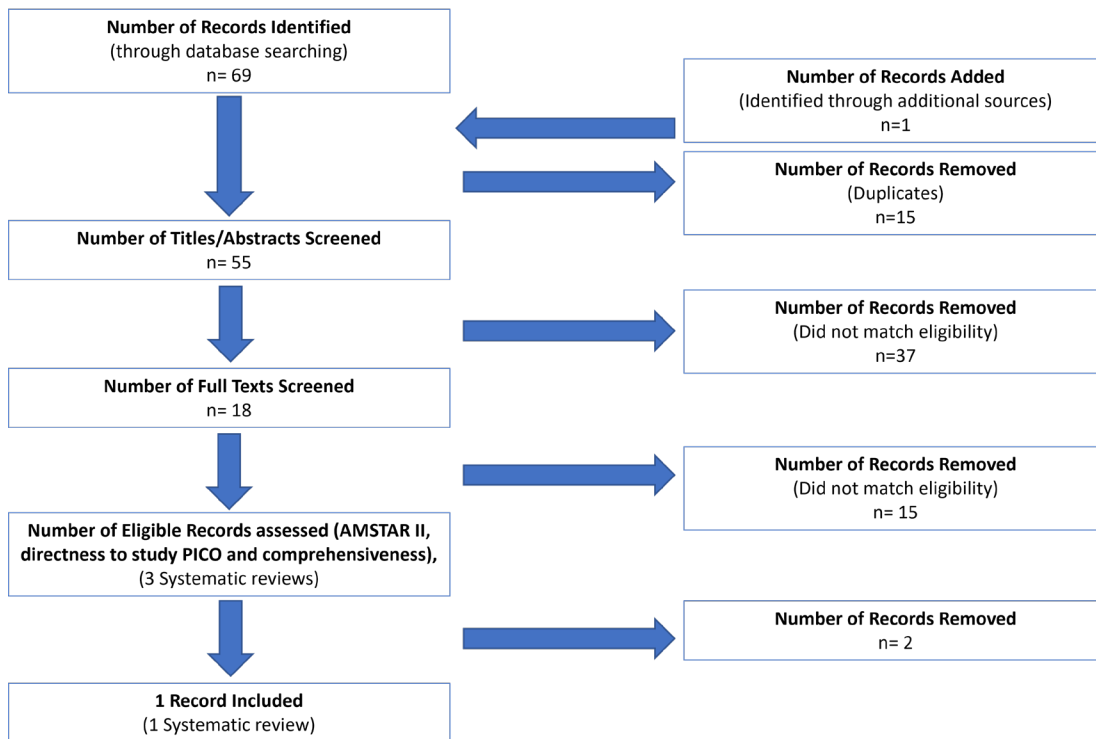 Number of Records Identified
(through database searching)
n= 69
Number of Records Added
(Identified through additional sources)
n=1
Number of Records Removed
(Duplicates)
n=15
Number of Titles/Abstracts Screened
n= 55
Number of Records Removed
(Did not match eligibility)
n=37
Number of Full Texts Screened
n= 18
Number of Records Removed
(Did not match eligibility)
n= 15
Number of Eligible Records assessed (AMSTAR II,
directness to study PICO and comprehensiveness),
(3 Systematic reviews)
Number of Records Removed
n= 2
1 Record Included
(1 Systematic review)